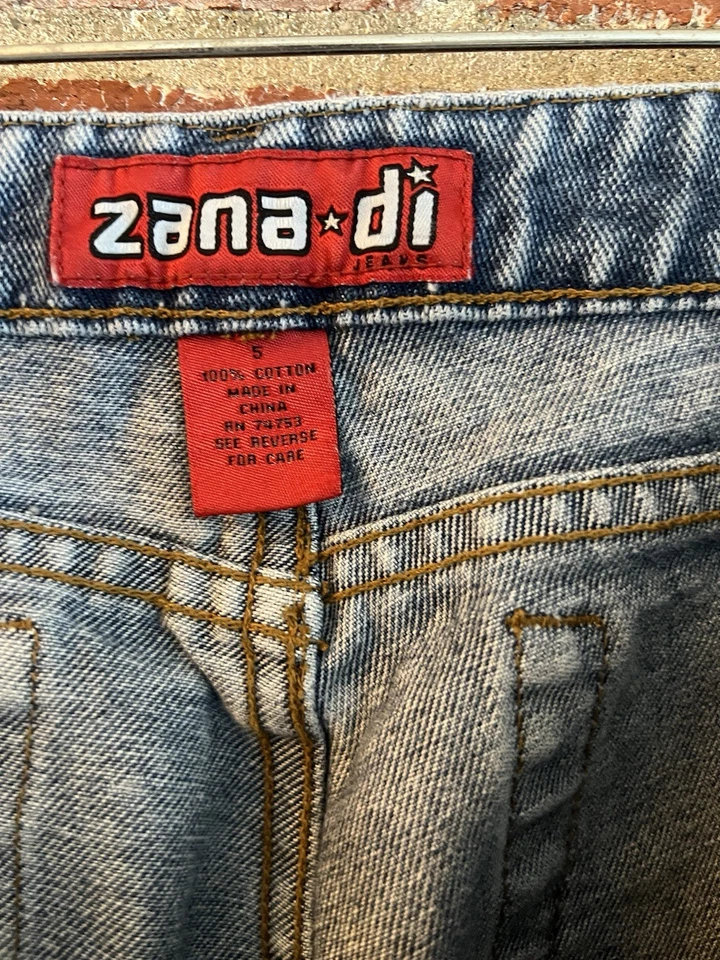 zana★di
JEANS
5
100% COTTON
MADE IN
CHINA
RN 74753
SEE REVERSE
FOR CARE